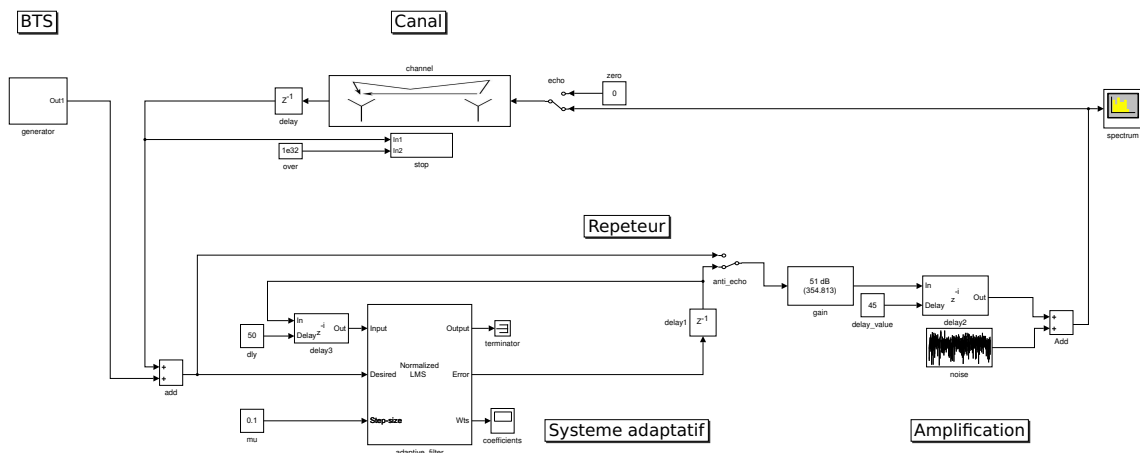 BTS
Canal
channel
echo
zero
0
Out1
generator
Z-1
delay
In1
In2
stop
1e32
over
spectrum
Repeteur
anti_echo
51 dB
(354.813)
gain
45
delay_value
In
Delay
z-i
Out
delay2
noise
+
+
Add
Z-1
delay1
50
dly
In
Delay
z-i
Out
delay3
Input
Desired
Step-size
Normalized
LMS
Output
Error
Wts
adaptive_filter
terminator
coefficients
+
+
add
0.1
mu
Systeme adaptatif
Amplification